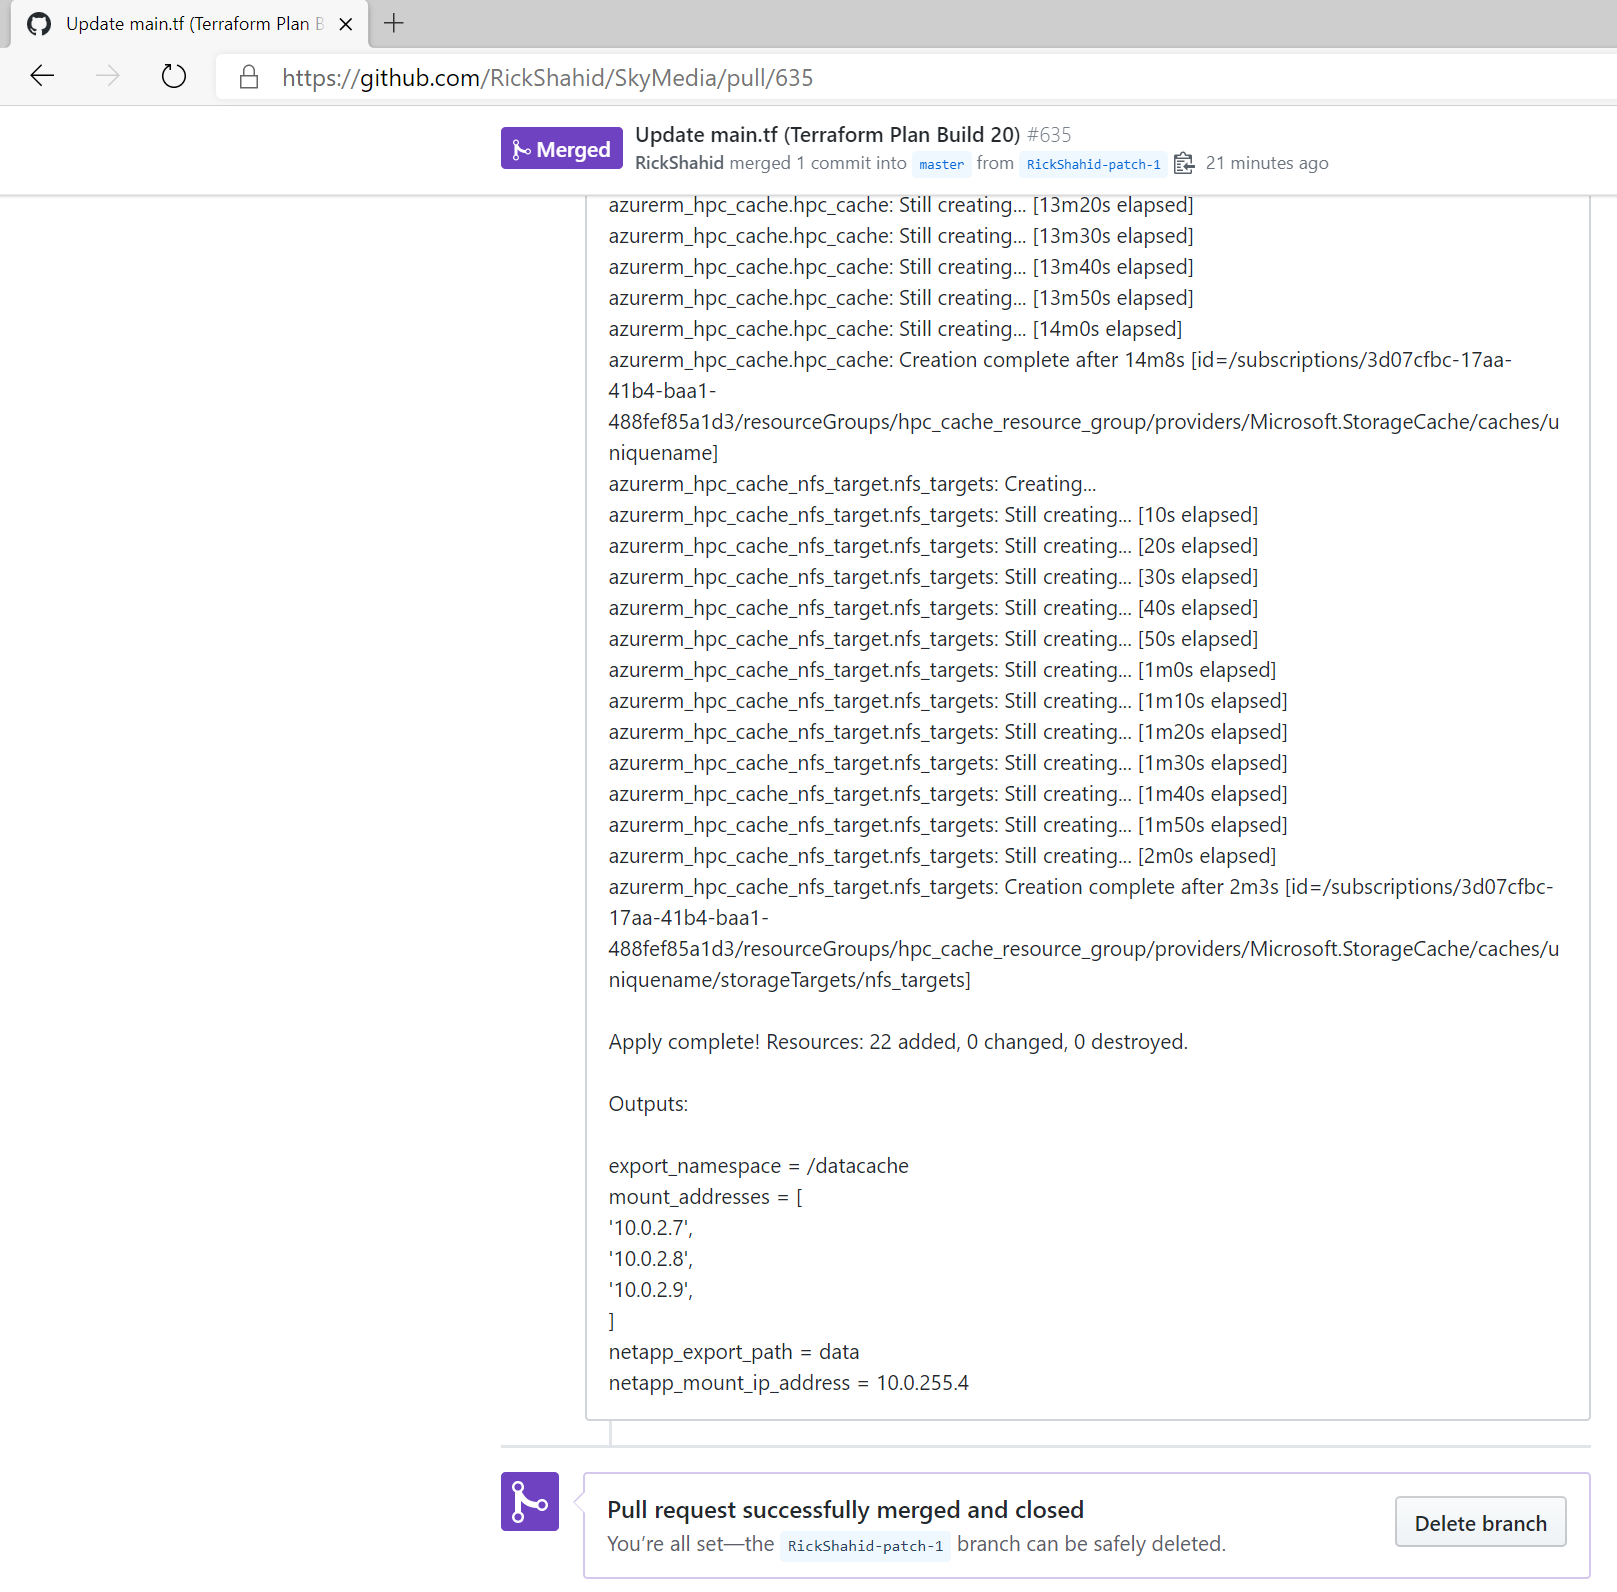 Update main.tf (Terraform Plan B
https://github.com/RickShahid/SkyMedia/pull/635
Merged
Update main.tf (Terraform Plan Build 20) #635
RickShahid merged 1 commit into master from RickShahid-patch-1 21 minutes ago
azurerm_hpc_cache.hpc_cache: Still creating... [13m20s elapsed]
azurerm_hpc_cache.hpc_cache: Still creating... [13m30s elapsed]
azurerm_hpc_cache.hpc_cache: Still creating... [13m40s elapsed]
azurerm_hpc_cache.hpc_cache: Still creating... [13m50s elapsed]
azurerm_hpc_cache.hpc_cache: Still creating... [14m0s elapsed]
azurerm_hpc_cache.hpc_cache: Creation complete after 14m8s [id=/subscriptions/3d07cfbc-17aa-
41b4-baa1-
488fef85a1d3/resourceGroups/hpc_cache_resource_group/providers/Microsoft.StorageCache/caches/u
niquename]
azurerm_hpc_cache_nfs_target.nfs_targets: Creating...
azurerm_hpc_cache_nfs_target.nfs_targets: Still creating... [10s elapsed]
azurerm_hpc_cache_nfs_target.nfs_targets: Still creating... [20s elapsed]
azurerm_hpc_cache_nfs_target.nfs_targets: Still creating... [30s elapsed]
azurerm_hpc_cache_nfs_target.nfs_targets: Still creating... [40s elapsed]
azurerm_hpc_cache_nfs_target.nfs_targets: Still creating... [50s elapsed]
azurerm_hpc_cache_nfs_target.nfs_targets: Still creating... [1m0s elapsed]
azurerm_hpc_cache_nfs_target.nfs_targets: Still creating... [1m10s elapsed]
azurerm_hpc_cache_nfs_target.nfs_targets: Still creating... [1m20s elapsed]
azurerm_hpc_cache_nfs_target.nfs_targets: Still creating... [1m30s elapsed]
azurerm_hpc_cache_nfs_target.nfs_targets: Still creating... [1m40s elapsed]
azurerm_hpc_cache_nfs_target.nfs_targets: Still creating... [1m50s elapsed]
azurerm_hpc_cache_nfs_target.nfs_targets: Still creating... [2m0s elapsed]
azurerm_hpc_cache_nfs_target.nfs_targets: Creation complete after 2m3s [id=/subscriptions/3d07cfbc-
17aa-41b4-baa1-
488fef85a1d3/resourceGroups/hpc_cache_resource_group/providers/Microsoft.StorageCache/caches/u
niquename/storageTargets/nfs_targets]
Apply complete! Resources: 22 added, 0 changed, 0 destroyed.
Outputs:
export_namespace = /datacache
mount_addresses = [
'10.0.2.7',
'10.0.2.8',
'10.0.2.9',
]
netapp_export_path = data
netapp_mount_ip_address = 10.0.255.4
Pull request successfully merged and closed
You’re all set—the RickShahid-patch-1 branch can be safely deleted.
Delete branch